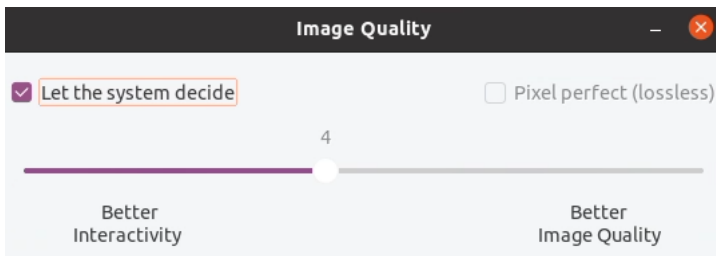 Image Quality
Let the system decide
Pixel perfect (lossless)
4
Better
Interactivity
Better
Image Quality